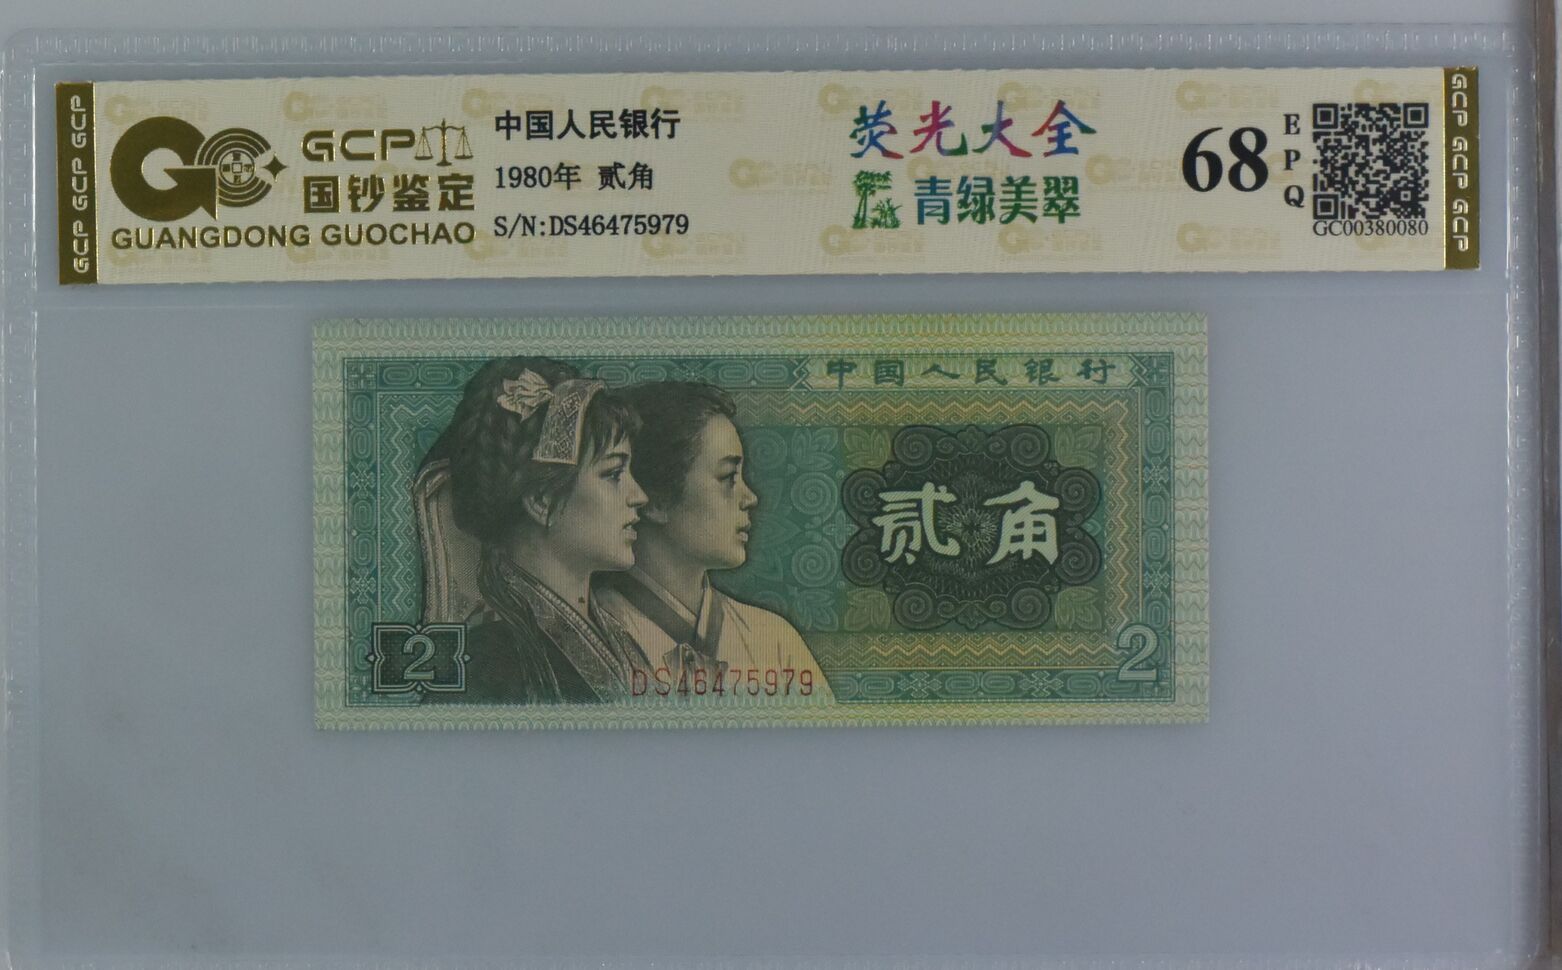 GCP GCP GCP
GCP
国钞鉴定
GUANGDONG GUOCHAO
中国人民银行
1980年 贰角
S/N:DS46475979
荧光大全
青绿美翠
68
EPQ
GC00380080
GCP GCP GCP
中国人民银行
贰角
2
2
DS46475979